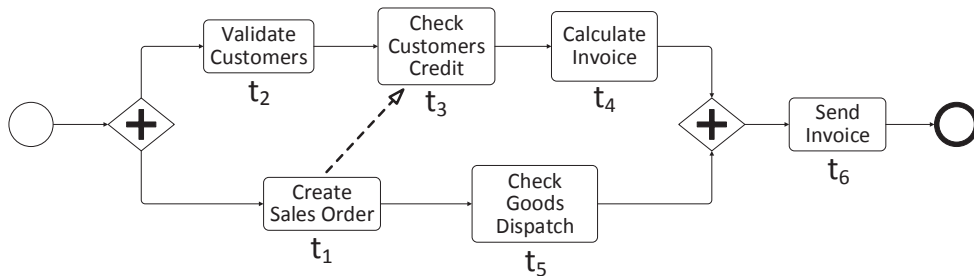 Validate
Customers
t₂
Check
Customers
Credit
t₃
Calculate
Invoice
t₄
Create
Sales Order
t₁
Check
Goods
Dispatch
t₅
Send
Invoice
t₆